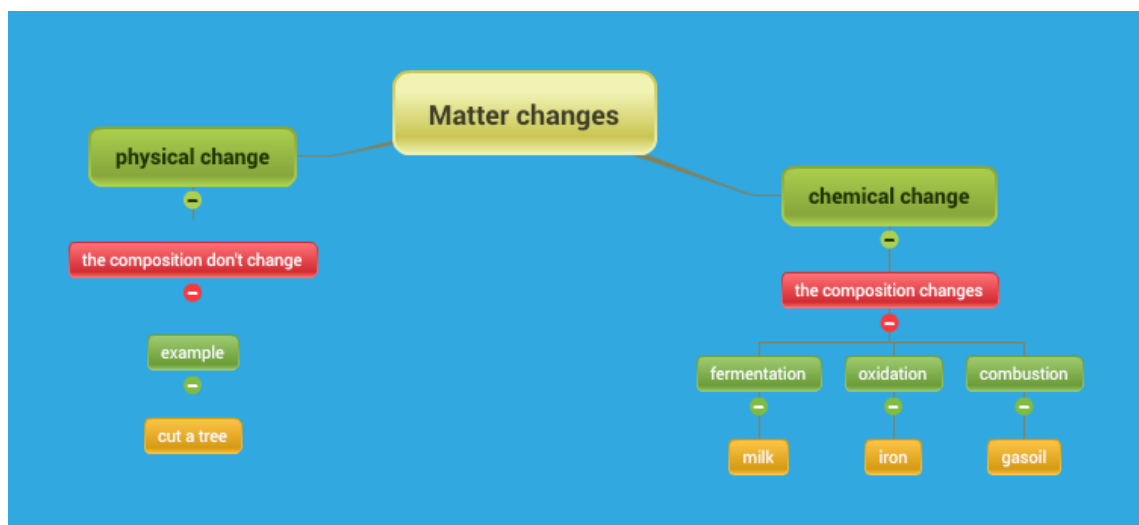 Matter changes
physical change
the composition don't change
example
cut a tree
chemical change
the composition changes
fermentation
oxidation
combustion
milk
iron
gasoil